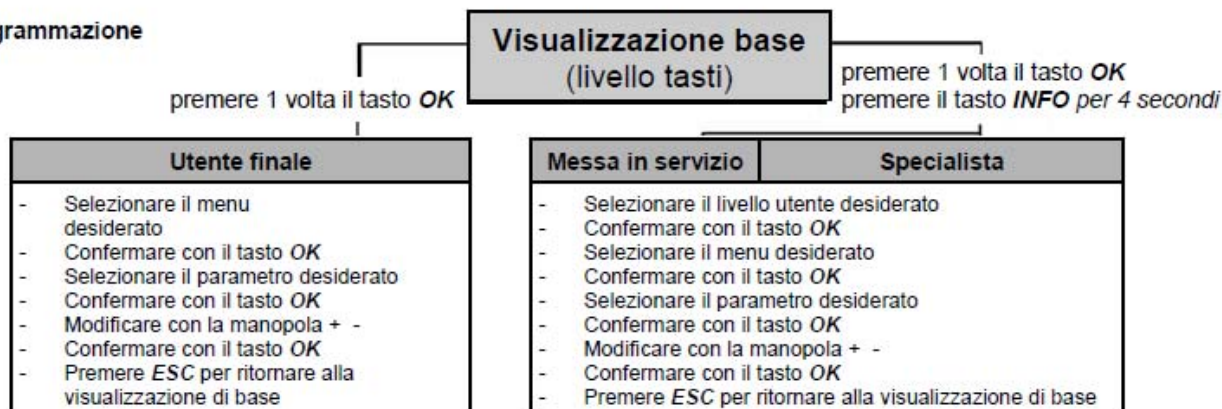 Visualizzazione base
(livello tasti)
premere 1 volta il tasto OK
premere 1 volta il tasto OK
premere il tasto INFO per 4 secondi
Utente finale
- Selezionare il menu
desiderato
- Confermare con il tasto OK
- Selezionare il parametro desiderato
- Confermare con il tasto OK
- Modificare con la manopola + -
- Confermare con il tasto OK
- Premere ESC per ritornare alla
visualizzazione di base
Messa in servizio
Specialista
- Selezionare il livello utente desiderato
- Confermare con il tasto OK
- Selezionare il menu desiderato
- Confermare con il tasto OK
- Selezionare il parametro desiderato
- Confermare con il tasto OK
- Modificare con la manopola + -
- Confermare con il tasto OK
- Premere ESC per ritornare alla visualizzazione di base